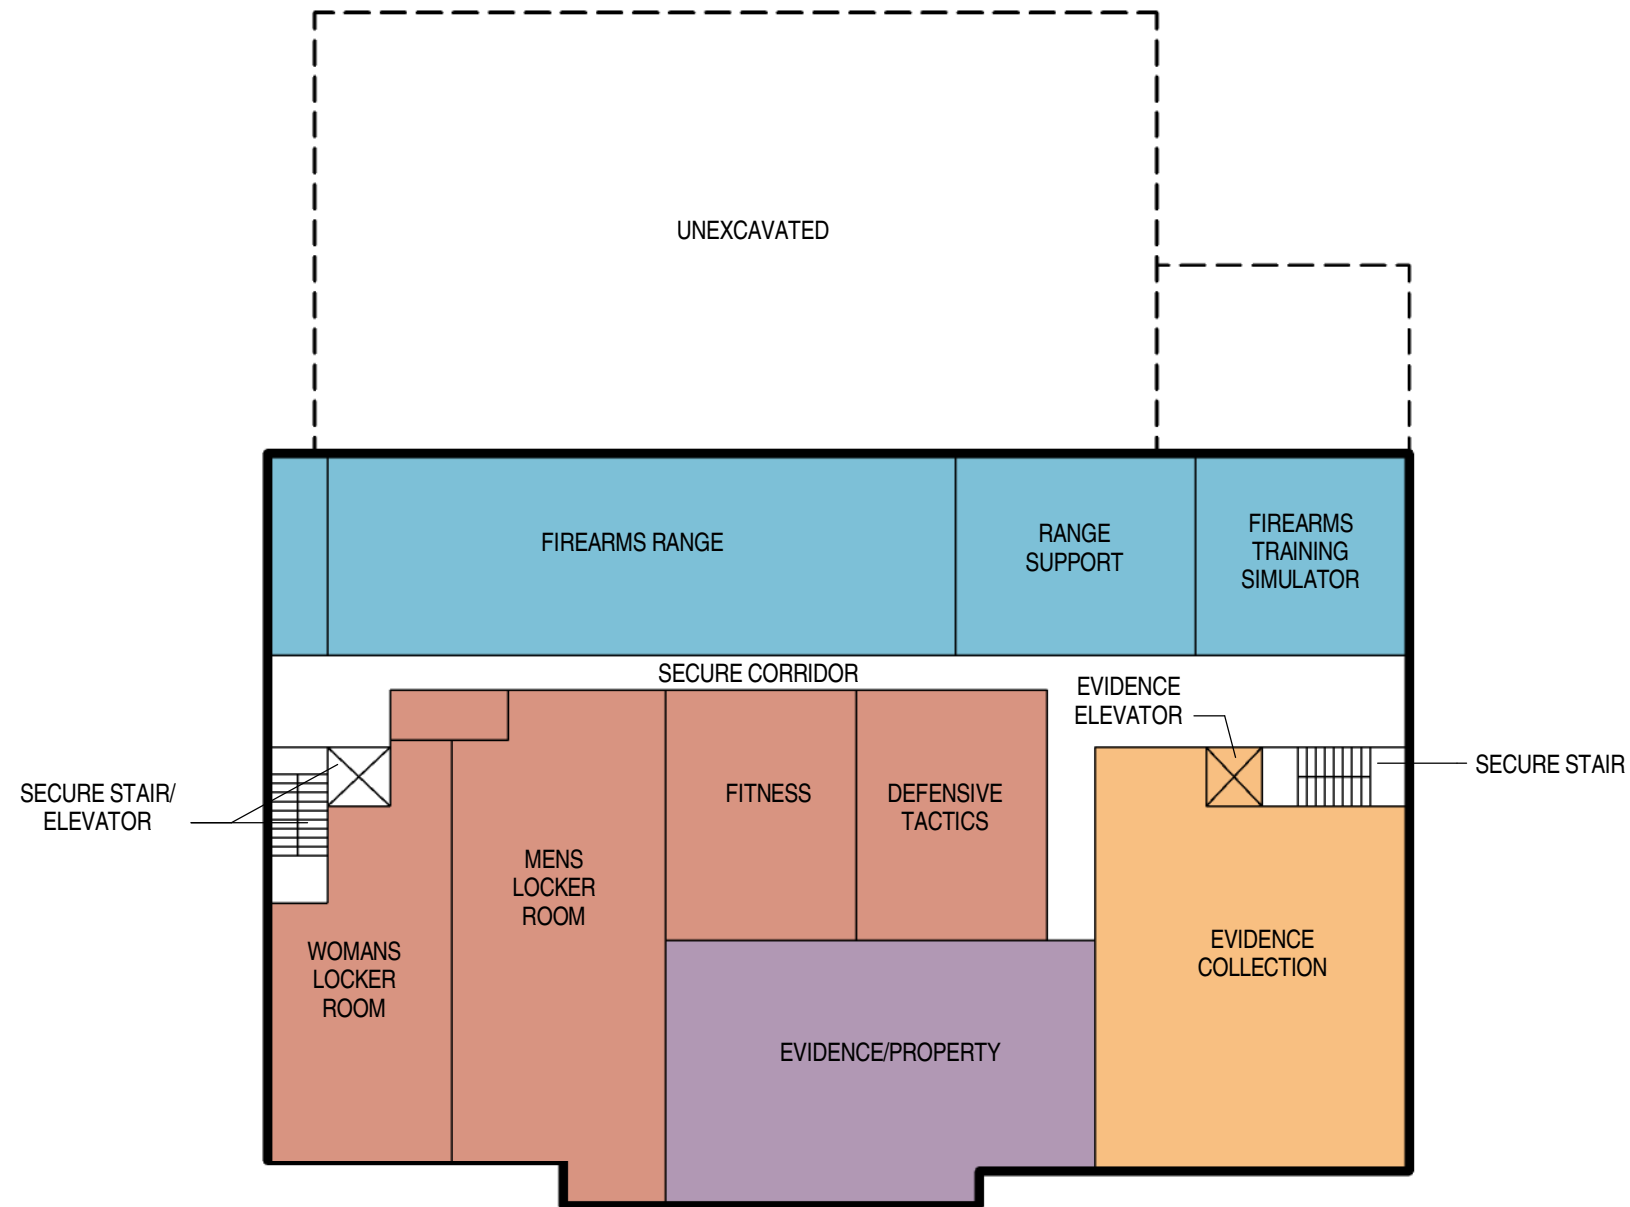 UNEXCAVATED
FIREARMS RANGE
RANGE
SUPPORT
FIREARMS
TRAINING
SIMULATOR
SECURE CORRIDOR
EVIDENCE
ELEVATOR
SECURE STAIR
SECURE STAIR/
ELEVATOR
FITNESS
DEFENSIVE
TACTICS
MENS
LOCKER
ROOM
WOMANS
LOCKER
ROOM
EVIDENCE
COLLECTION
EVIDENCE/PROPERTY